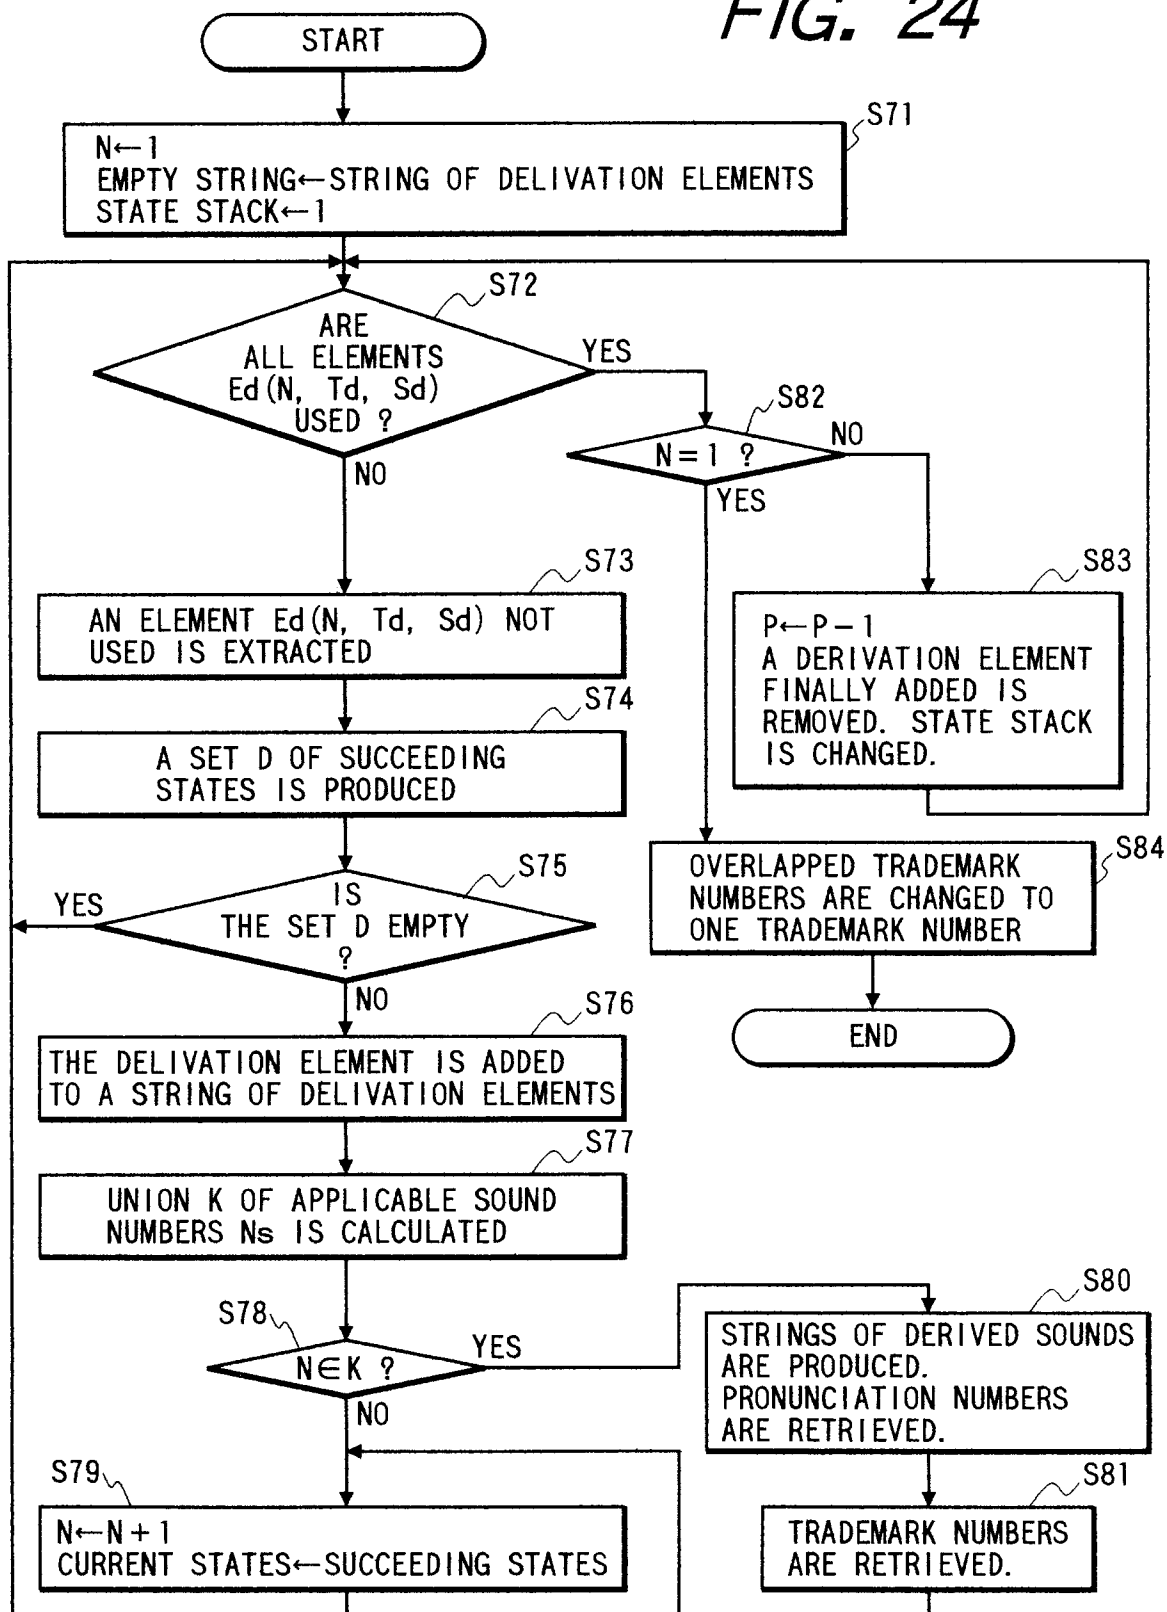 FIG. 24
START
S71
N←1
EMPTY STRING←STRING OF DELIVATION ELEMENTS
STATE STACK←1
S72
ARE
ALL ELEMENTS
Ed(N, Td, Sd)
USED ?
YES
NO
S82
N=1 ?
NO
YES
S73
AN ELEMENT Ed(N, Td, Sd) NOT
USED IS EXTRACTED
S83
P←P-1
A DERIVATION ELEMENT
FINALLY ADDED IS
REMOVED. STATE STACK
IS CHANGED.
S74
A SET D OF SUCCEEDING
STATES IS PRODUCED
S75
IS
THE SET D EMPTY
?
YES
NO
S84
OVERLAPPED TRADEMARK
NUMBERS ARE CHANGED TO
ONE TRADEMARK NUMBER
END
S76
THE DELIVATION ELEMENT IS ADDED
TO A STRING OF DELIVATION ELEMENTS
S77
UNION K OF APPLICABLE SOUND
NUMBERS Ns IS CALCULATED
S78
N∈K ?
YES
NO
S80
STRINGS OF DERIVED SOUNDS
ARE PRODUCED.
PRONUNCIATION NUMBERS
ARE RETRIEVED.
S79
N←N+1
CURRENT STATES←SUCCEEDING STATES
S81
TRADEMARK NUMBERS
ARE RETRIEVED.